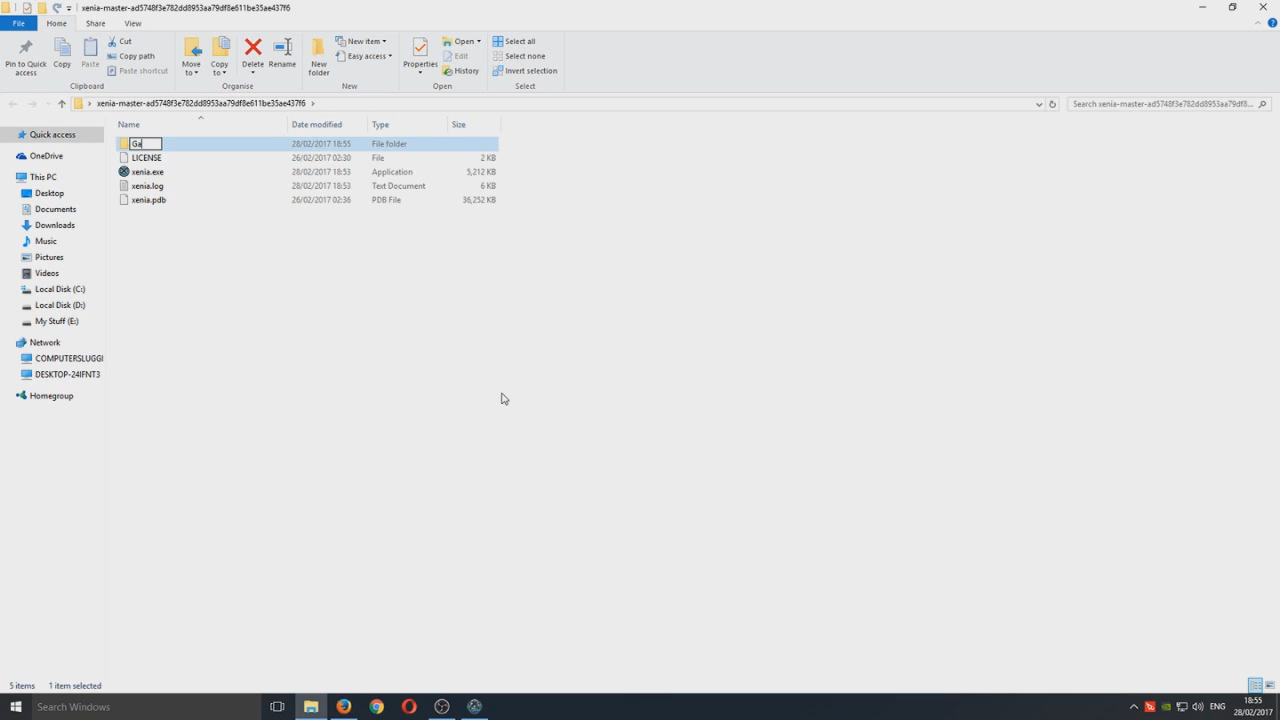 xenia-master-ad5748f3e782dd8953aa79df8e611be35ae437f6
File Home Share View
Pin to Quick access
Copy
Paste
Cut
Copy path
Paste shortcut
Move to
Copy to
Delete
Rename
New folder
New item
Easy access
Properties
Open
Edit
History
Select all
Select none
Invert selection
Clipboard Organise New Open Select
xenia-master-ad5748f3e782dd8953aa79df8e611be35ae437f6
Search xenia-master-ad5748f3e782dd8953aa79df8...
Name Date modified Type Size
Ga 28/02/2017 18:55 File folder
LICENSE 26/02/2017 02:30 File 2 KB
xenia.exe 28/02/2017 18:53 Application 5,212 KB
xenia.log 28/02/2017 18:53 Text Document 6 KB
xenia.pdb 26/02/2017 02:36 PDB File 36,252 KB
Quick access
OneDrive
This PC
Desktop
Documents
Downloads
Music
Pictures
Videos
Local Disk (C:)
Local Disk (D:)
My Stuff (E:)
Network
COMPUTERSLUGGI
DESKTOP-24IFNT3
Homegroup
5 items 1 item selected
Search Windows
ENG
18:55
28/02/2017